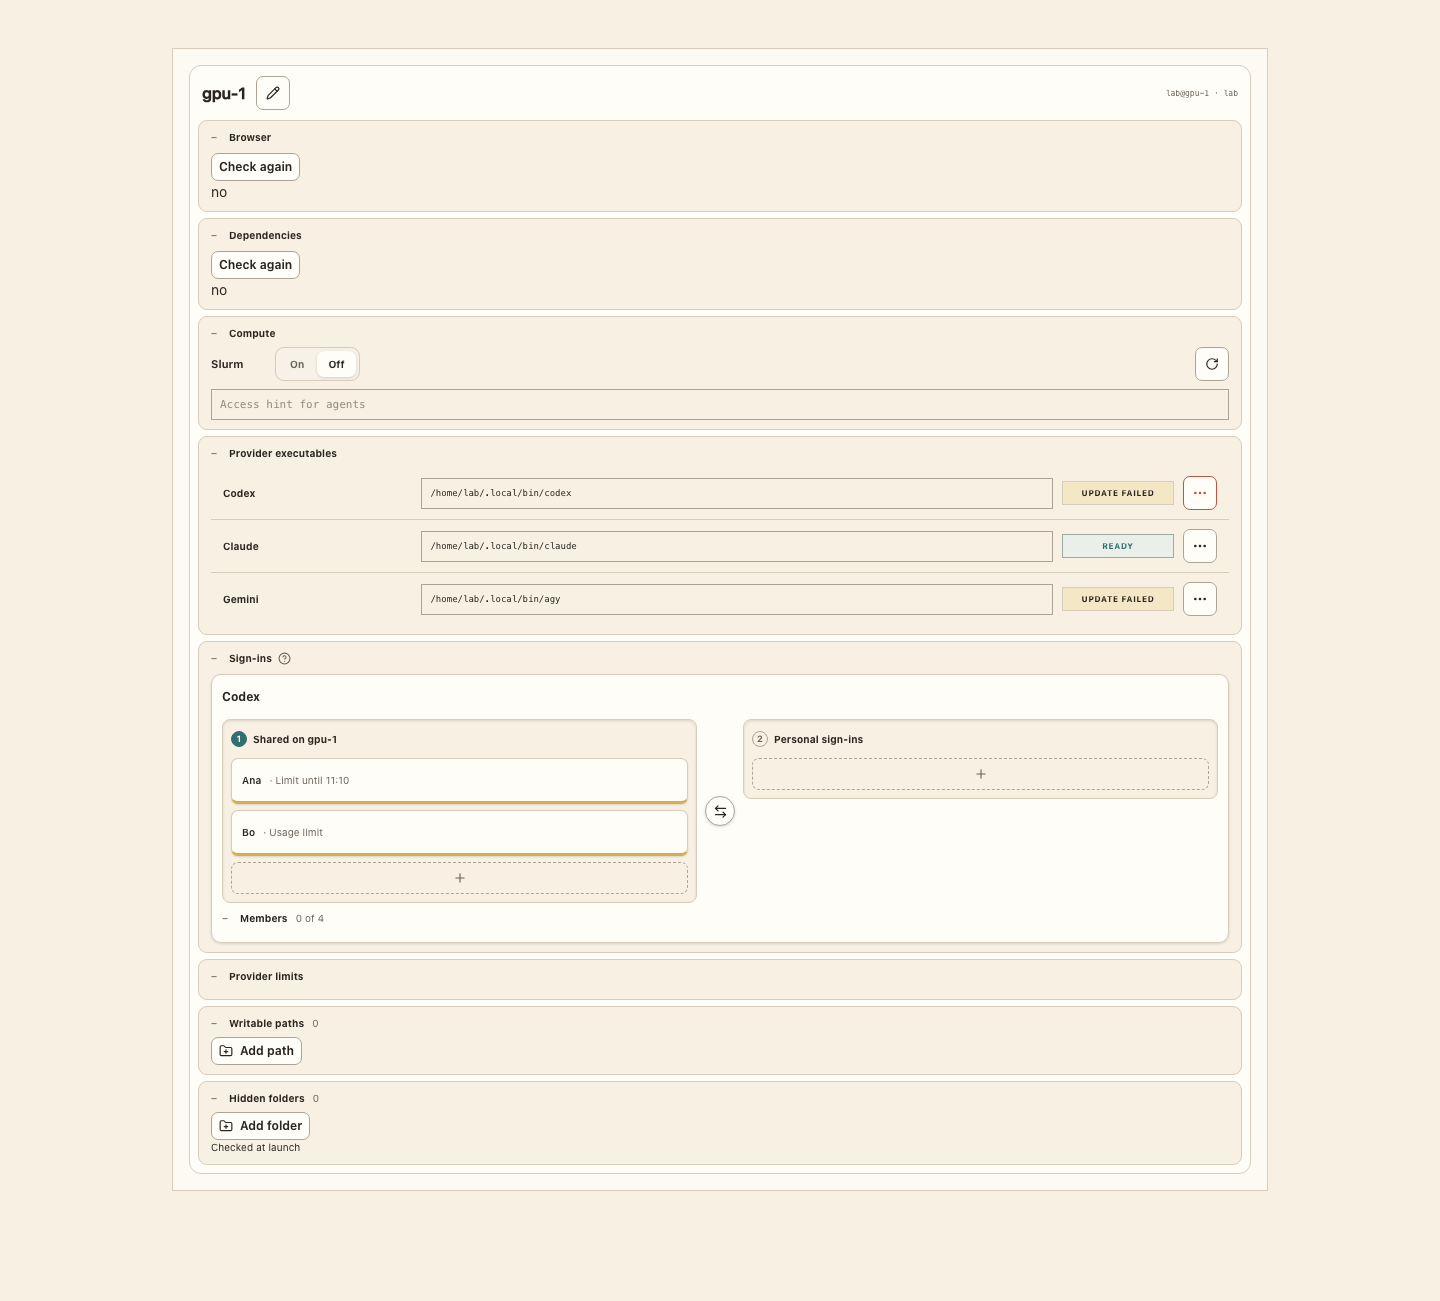 gpu-1
lab@gpu-1 · lab
– Browser
Check again
no
– Dependencies
Check again
no
– Compute
Slurm On Off
Access hint for agents
– Provider executables
Codex /home/lab/.local/bin/codex UPDATE FAILED ...
Claude /home/lab/.local/bin/claude READY ...
Gemini /home/lab/.local/bin/agy UPDATE FAILED ...
– Sign-ins ?
Codex
1 Shared on gpu-1
Ana · Limit until 11:10
Bo · Usage limit
+
2 Personal sign-ins
+
– Members 0 of 4
– Provider limits
– Writable paths 0
Add path
– Hidden folders 0
Add folder
Checked at launch